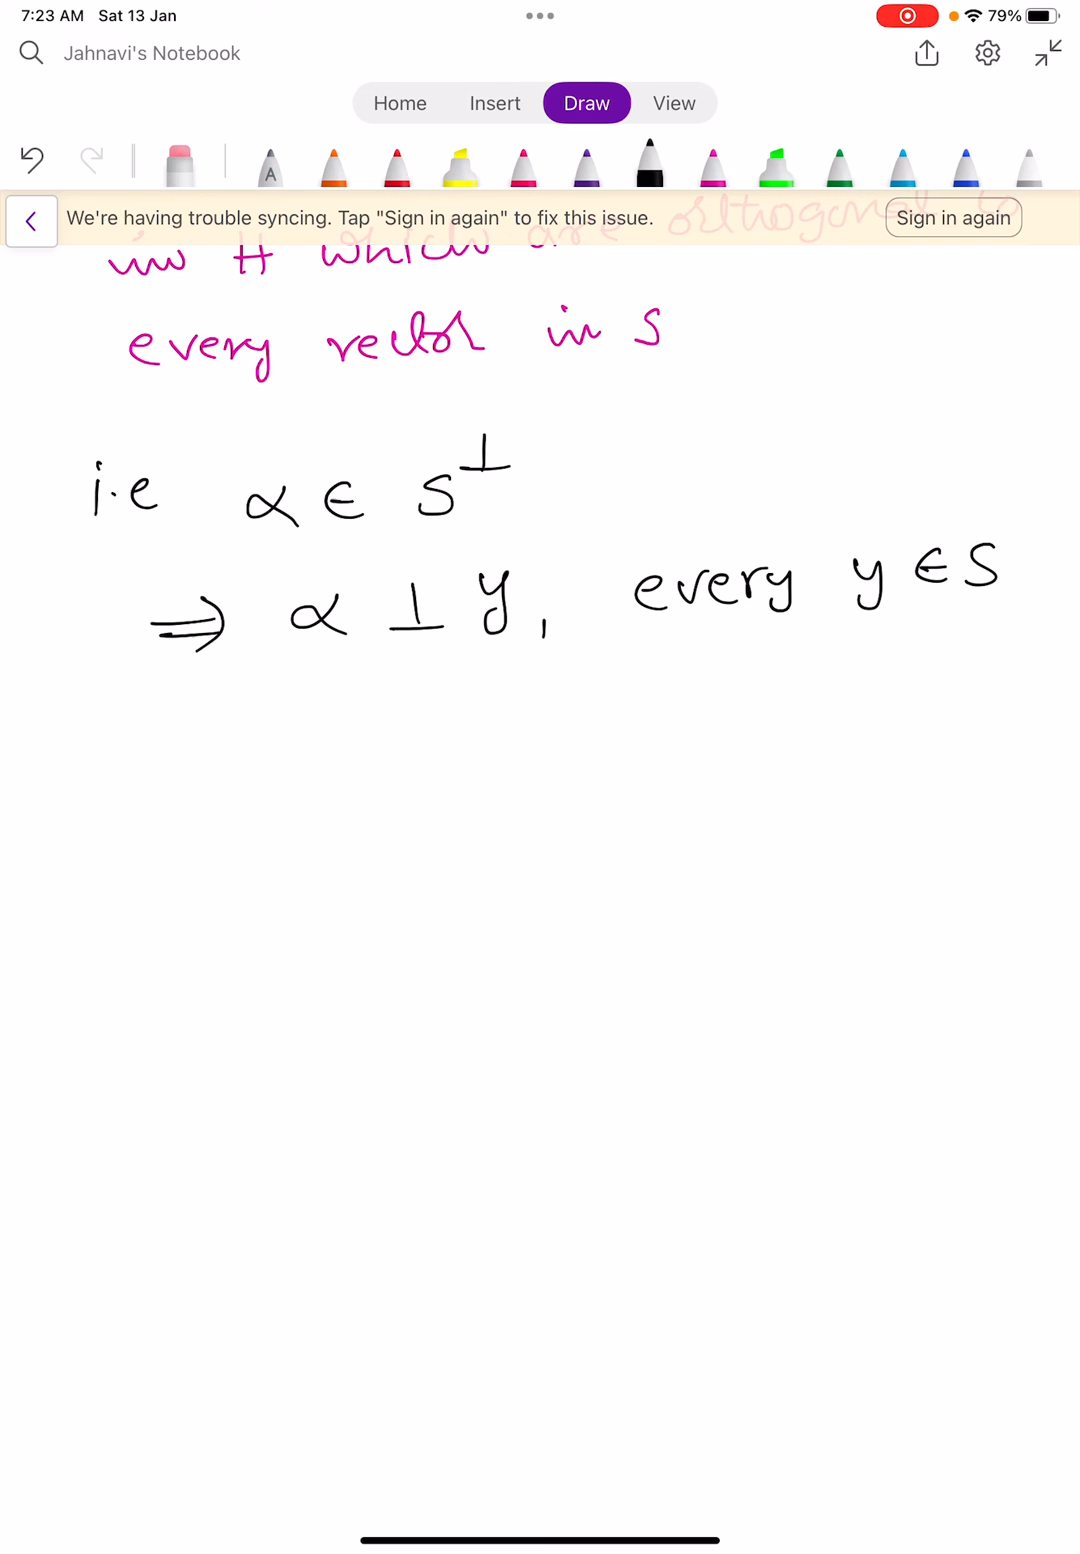 7:23 AM Sat 13 Jan
79%
Jahnavi's Notebook
Home Insert Draw View
A
We're having trouble syncing. Tap "Sign in again" to fix this issue. Sign in again
in H which are orthogonal to
every vector in S
i.e x ∈ S^⊥
⇒ x ⊥ y, every y ∈ S